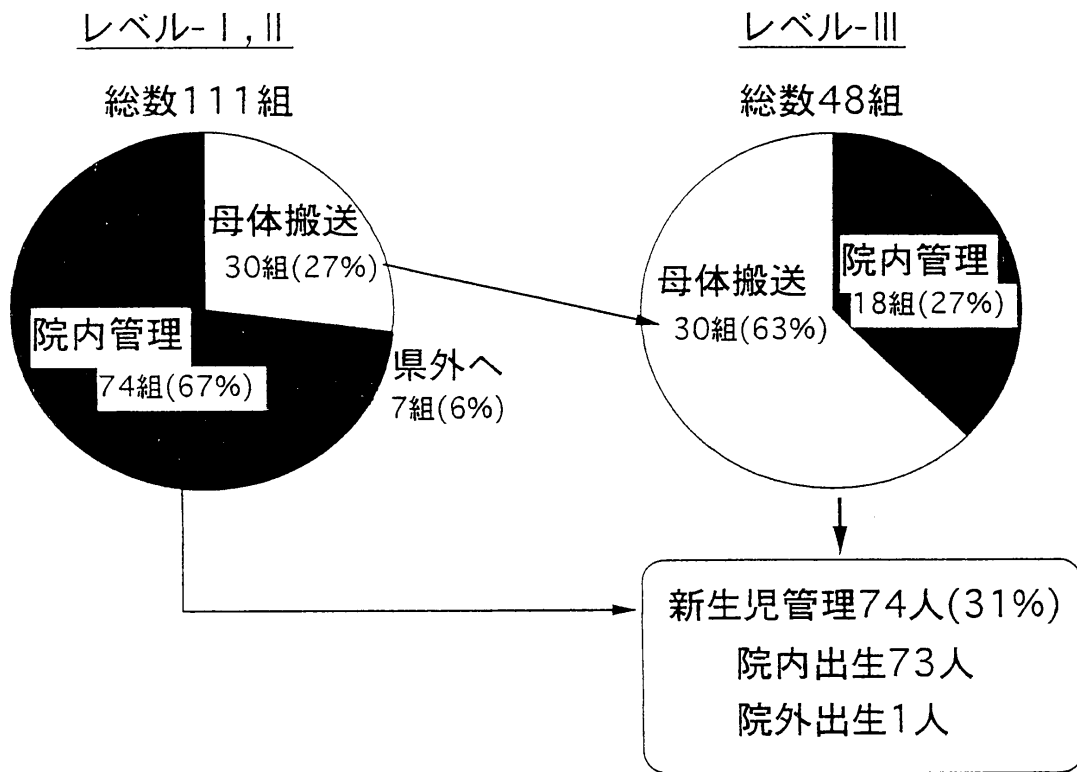 レベル-Ⅰ,Ⅱ
総数111組
母体搬送
30組(27%)
院内管理
74組(67%)
県外へ
7組(6%)
レベル-Ⅲ
総数48組
院内管理
18組(27%)
母体搬送
30組(63%)
新生児管理74人(31%)
院内出生73人
院外出生1人